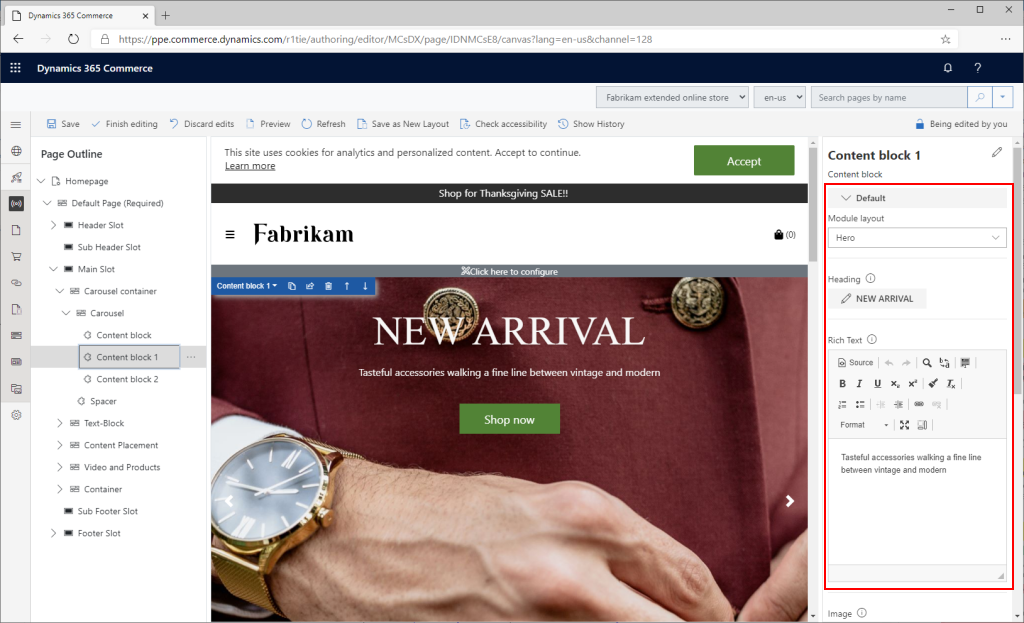 Dynamics 365 Commerce
https://ppe.commerce.dynamics.com/r1tie/authoring/editor/MCsDX/page/IDNMCsE8/canvas?lang=en-us&channel=128
Dynamics 365 Commerce
?
Fabrikam extended online store
en-us
Search pages by name
Save
Finish editing
Discard edits
Preview
Refresh
Save as New Layout
Check accessibility
Show History
Being edited by you
Page Outline
Homepage
Default Page (Required)
Header Slot
Sub Header Slot
Main Slot
Carousel container
Carousel
Content block
Content block 1
Content block 2
Spacer
Text-Block
Content Placement
Video and Products
Container
Sub Footer Slot
Footer Slot
This site uses cookies for analytics and personalized content. Accept to continue.
Learn more
Accept
Shop for Thanksgiving SALE!!
Fabrikam
(0)
Click here to configure
Content block 1
NEW ARRIVAL
Tasteful accessories walking a fine line between vintage and modern
Shop now
Content block 1
Content block
Default
Module layout
Hero
Heading
NEW ARRIVAL
Rich Text
Source
B I U x₂ x² Tx
Format
Tasteful accessories walking a fine line
between vintage and modern
Image